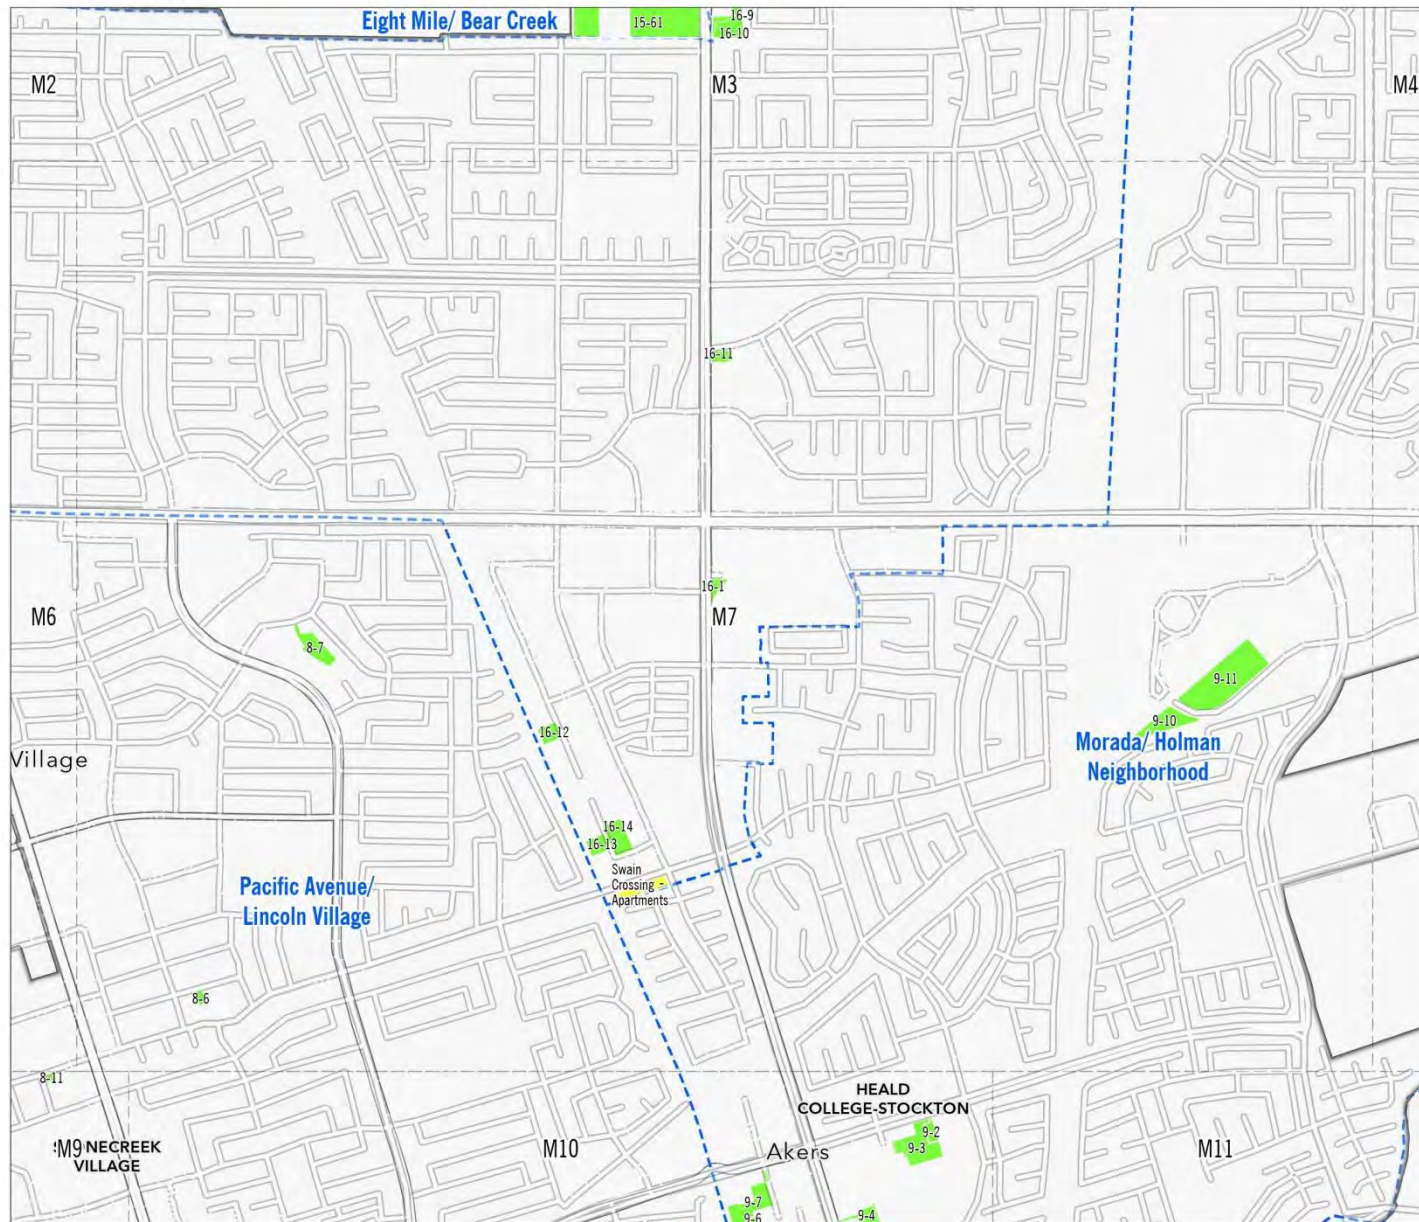 Eight Mile/ Bear Creek
15-61
16-9
16-10
M2
M3
M4
16-11
M6
16-1
M7
8-7
9-11
9-10
16-12
Morada/ Holman
Neighborhood
Village
16-14
16-13
Swain
Crossing
Apartments
Pacific Avenue/
Lincoln Village
8-6
8-11
HEALD
COLLEGE-STOCKTON
9-2
9-3
M9
NECREEK
VILLAGE
M10
Akers
M11
9-7
9-6
9-4